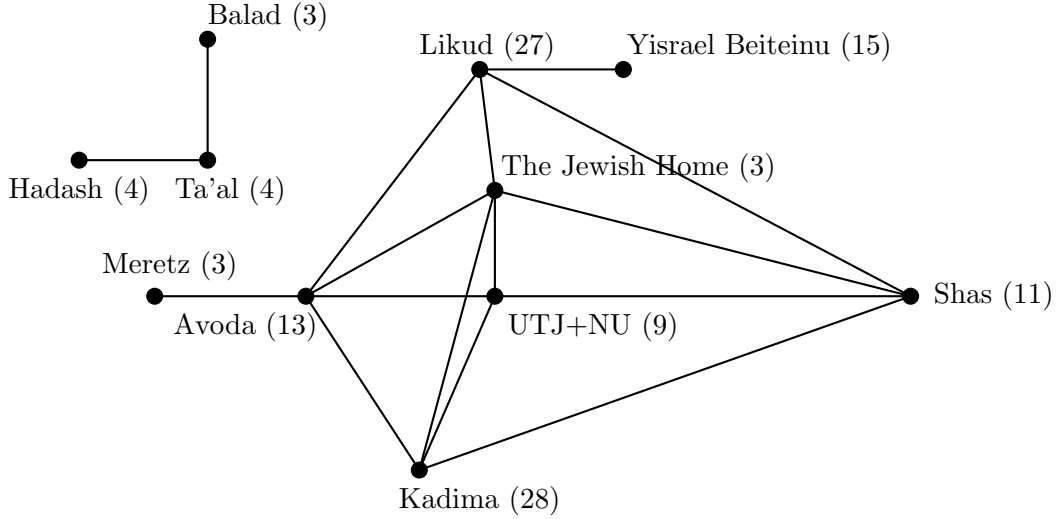 Balad (3)
Likud (27)
Yisrael Beiteinu (15)
The Jewish Home (3)
Hadash (4)
Ta'al (4)
Meretz (3)
Shas (11)
Avoda (13)
UTJ+NU (9)
Kadima (28)